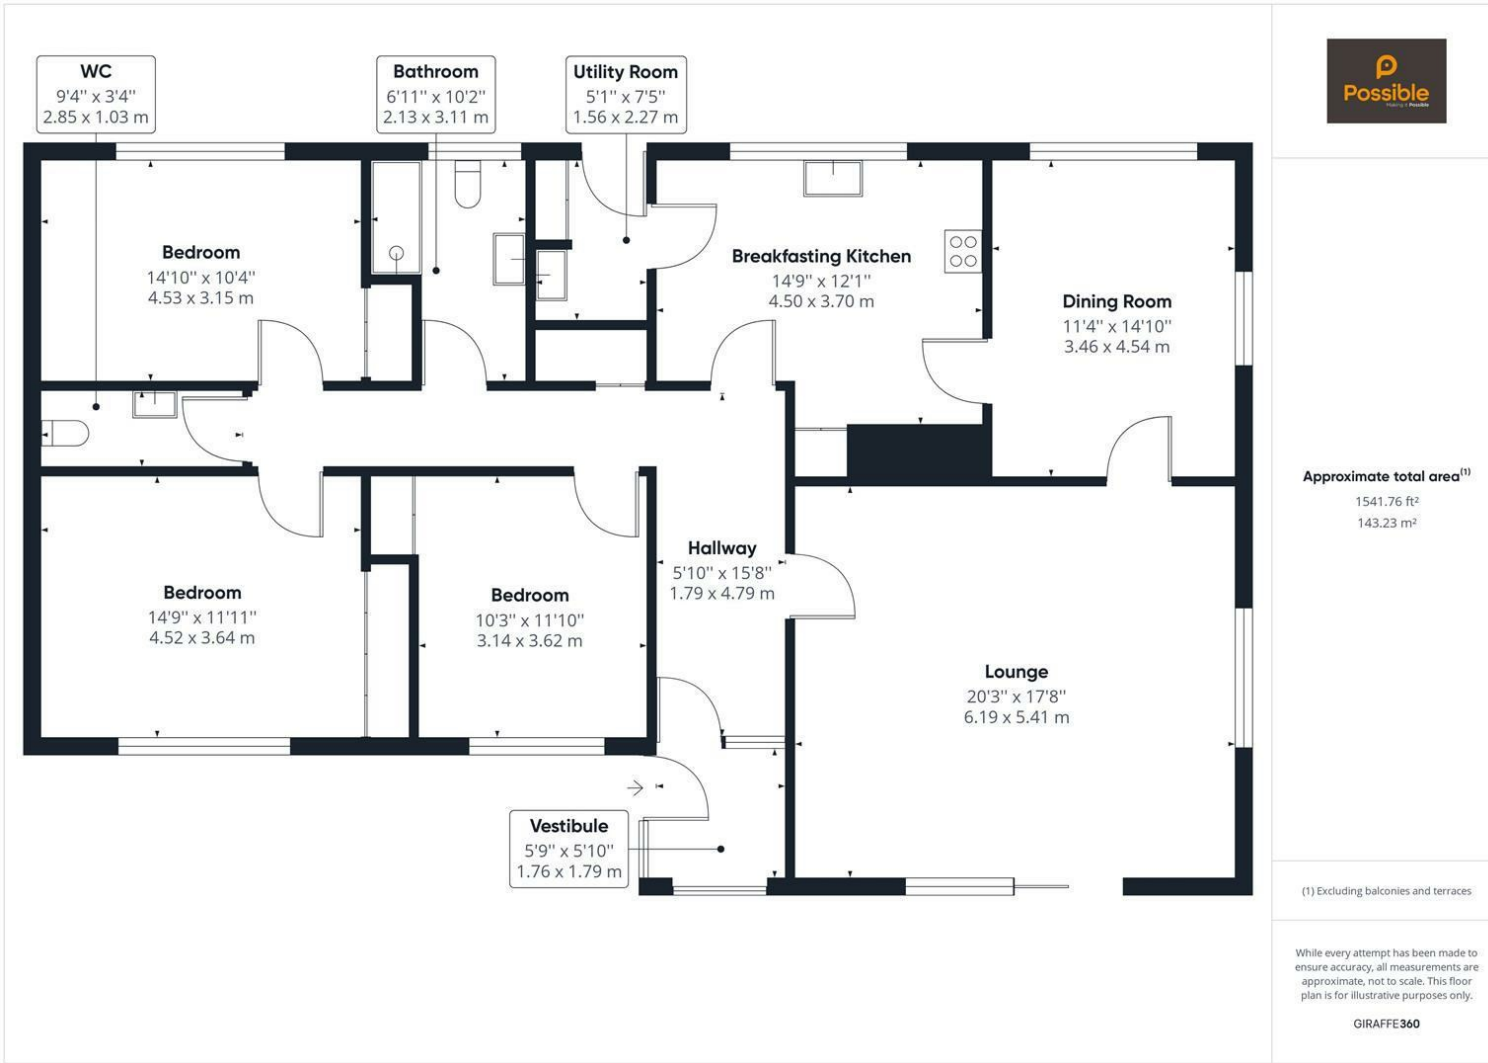 WC
9'4'' x 3'4''
2.85 x 1.03 m
Bathroom
6'11'' x 10'2''
2.13 x 3.11 m
Utility Room
5'1'' x 7'5''
1.56 x 2.27 m
Bedroom
14'10'' x 10'4''
4.53 x 3.15 m
Breakfasting Kitchen
14'9'' x 12'1''
4.50 x 3.70 m
Dining Room
11'4'' x 14'10''
3.46 x 4.54 m
Bedroom
14'9'' x 11'11''
4.52 x 3.64 m
Bedroom
10'3'' x 11'10''
3.14 x 3.62 m
Hallway
5'10'' x 15'8''
1.79 x 4.79 m
Lounge
20'3'' x 17'8''
6.19 x 5.41 m
Vestibule
5'9'' x 5'10''
1.76 x 1.79 m
Possible
Making it Possible
Approximate total area(1)
1541.76 ft²
143.23 m²
(1) Excluding balconies and terraces
While every attempt has been made to
ensure accuracy, all measurements are
approximate, not to scale. This floor
plan is for illustrative purposes only.
GIRAFFE360